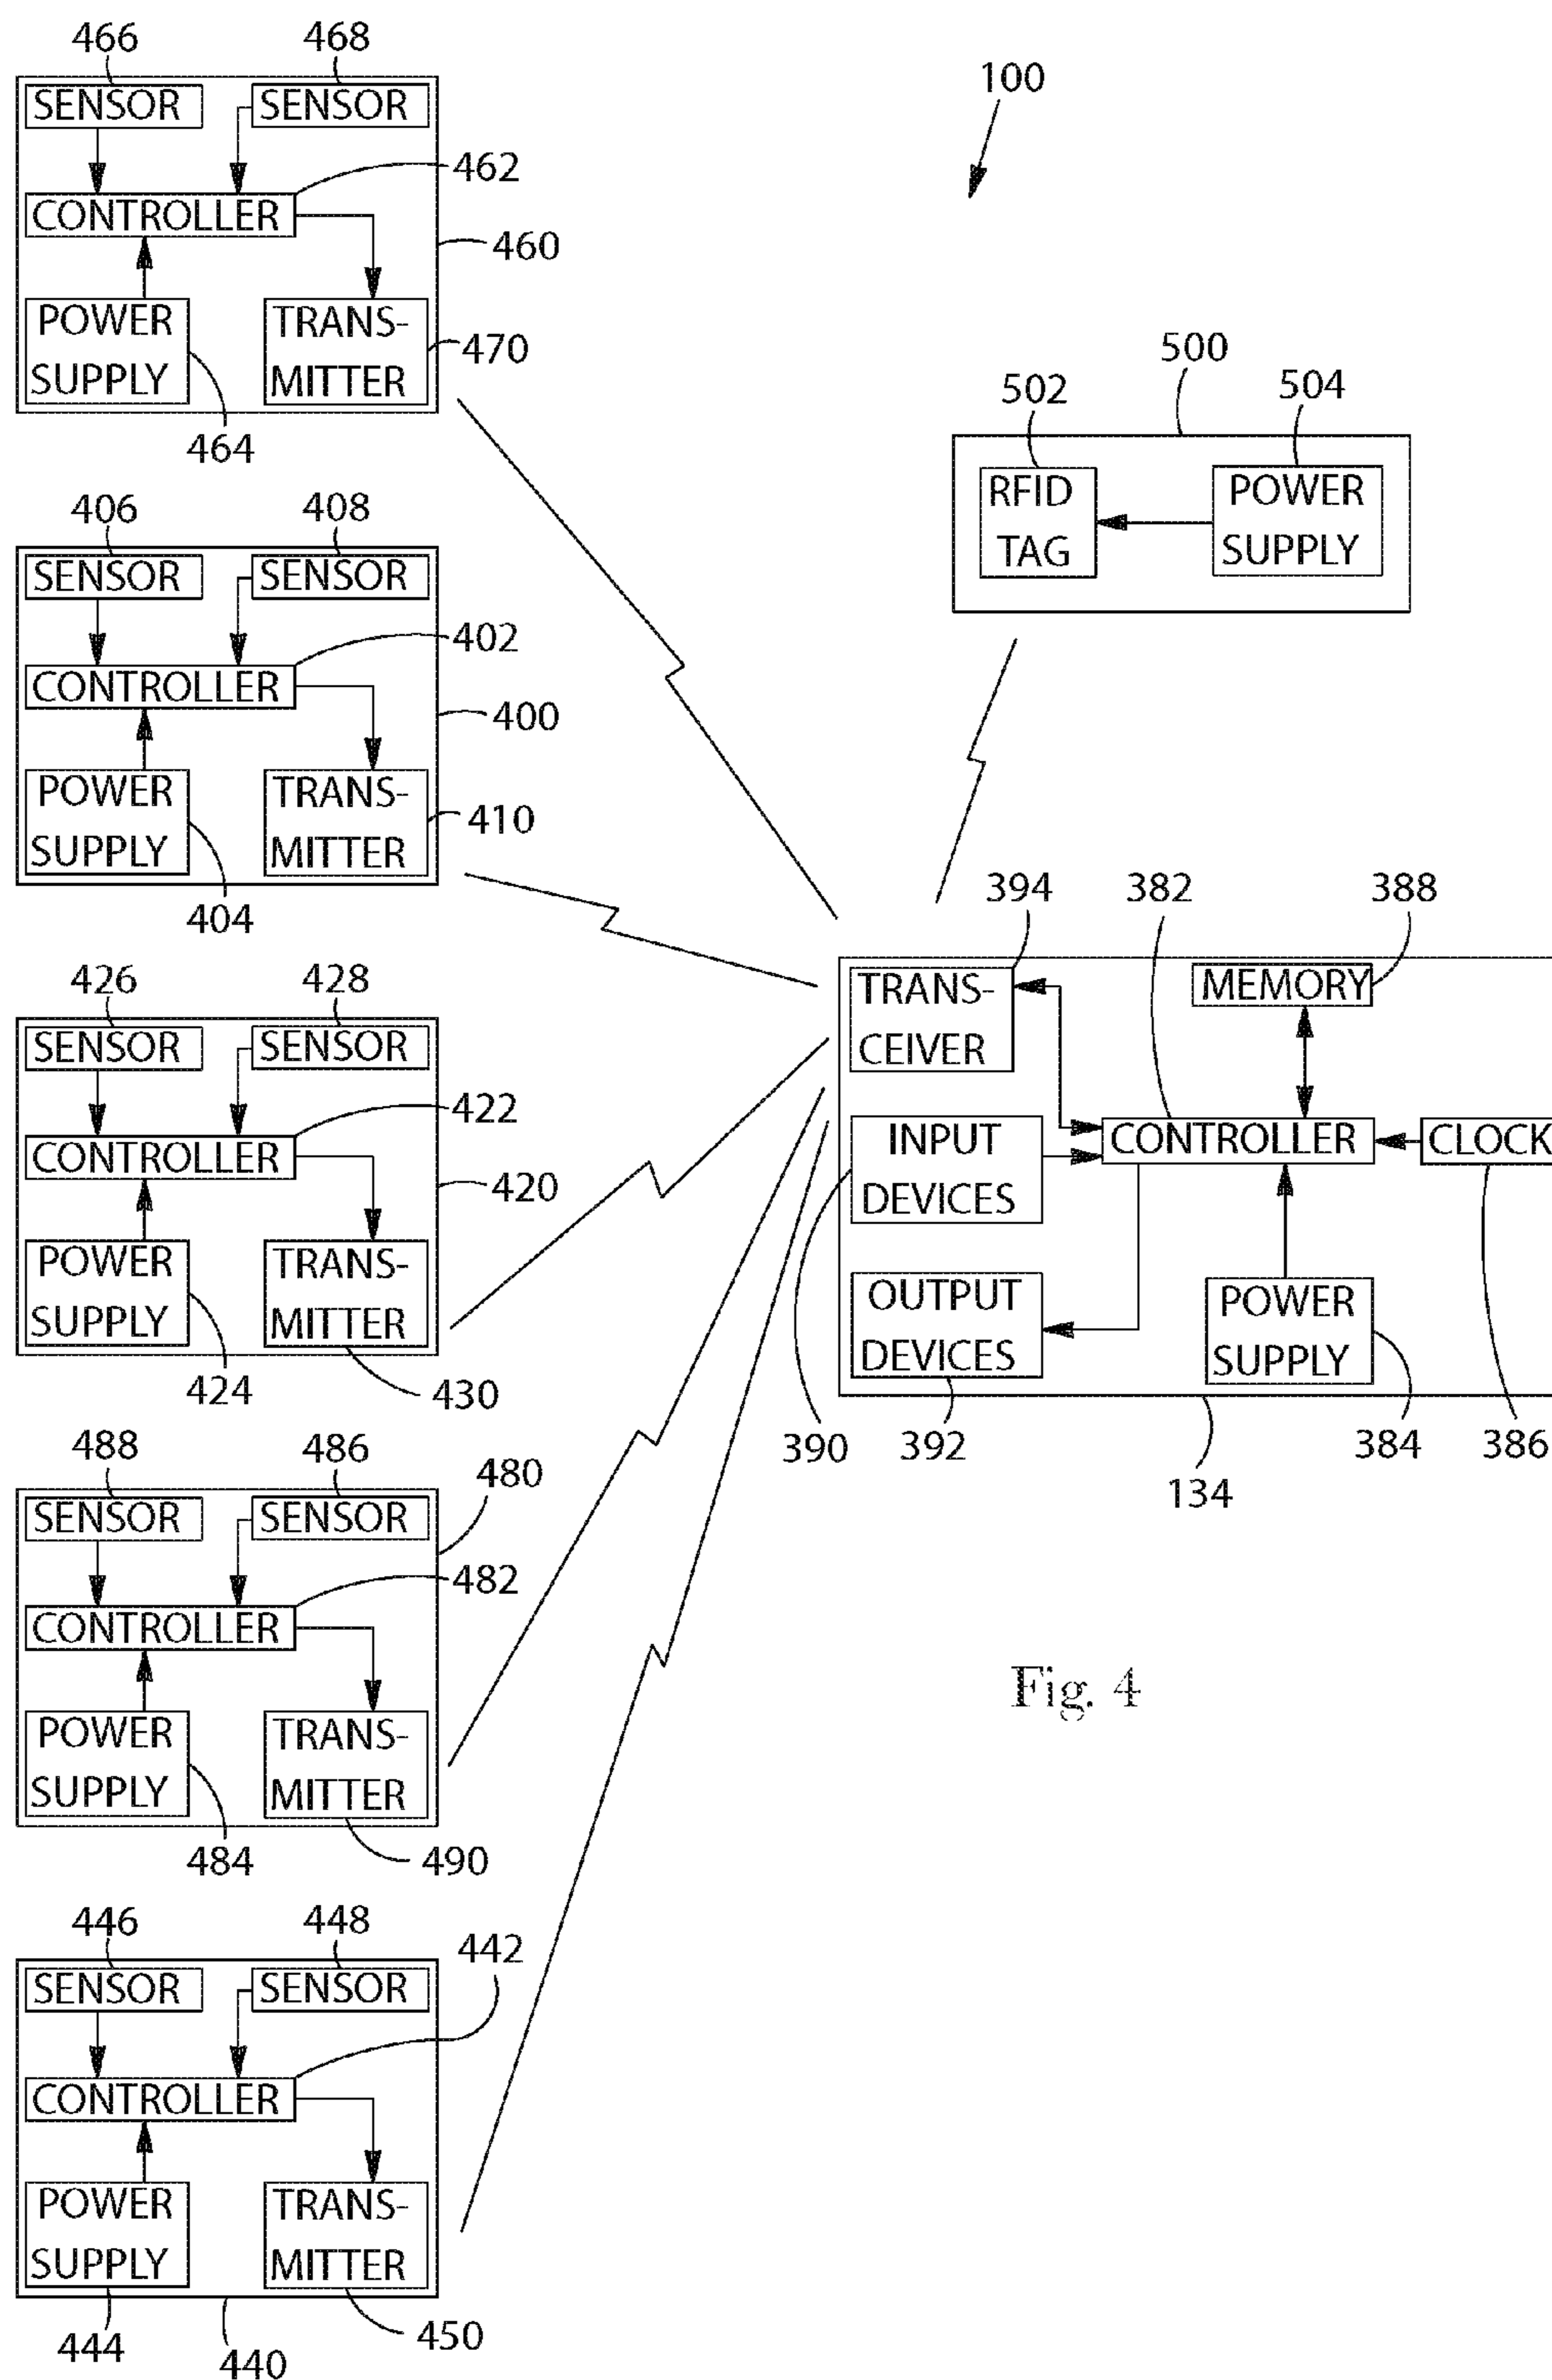 466
468
SENSOR
SENSOR
462
CONTROLLER
460
POWER
SUPPLY
TRANS-
MITTER
470
464
100
500
502
504
RFID
TAG
POWER
SUPPLY
406
408
SENSOR
SENSOR
402
CONTROLLER
400
POWER
SUPPLY
TRANS-
MITTER
410
404
426
428
SENSOR
SENSOR
422
CONTROLLER
420
POWER
SUPPLY
TRANS-
MITTER
424
430
394
382
388
TRANS-
CEIVER
MEMORY
INPUT
DEVICES
CONTROLLER
CLOCK
OUTPUT
DEVICES
POWER
SUPPLY
390
392
384
386
134
488
486
480
SENSOR
SENSOR
482
CONTROLLER
POWER
SUPPLY
TRANS-
MITTER
484
490
Fig. 4
446
448
442
SENSOR
SENSOR
CONTROLLER
POWER
SUPPLY
TRANS-
MITTER
444
440
450